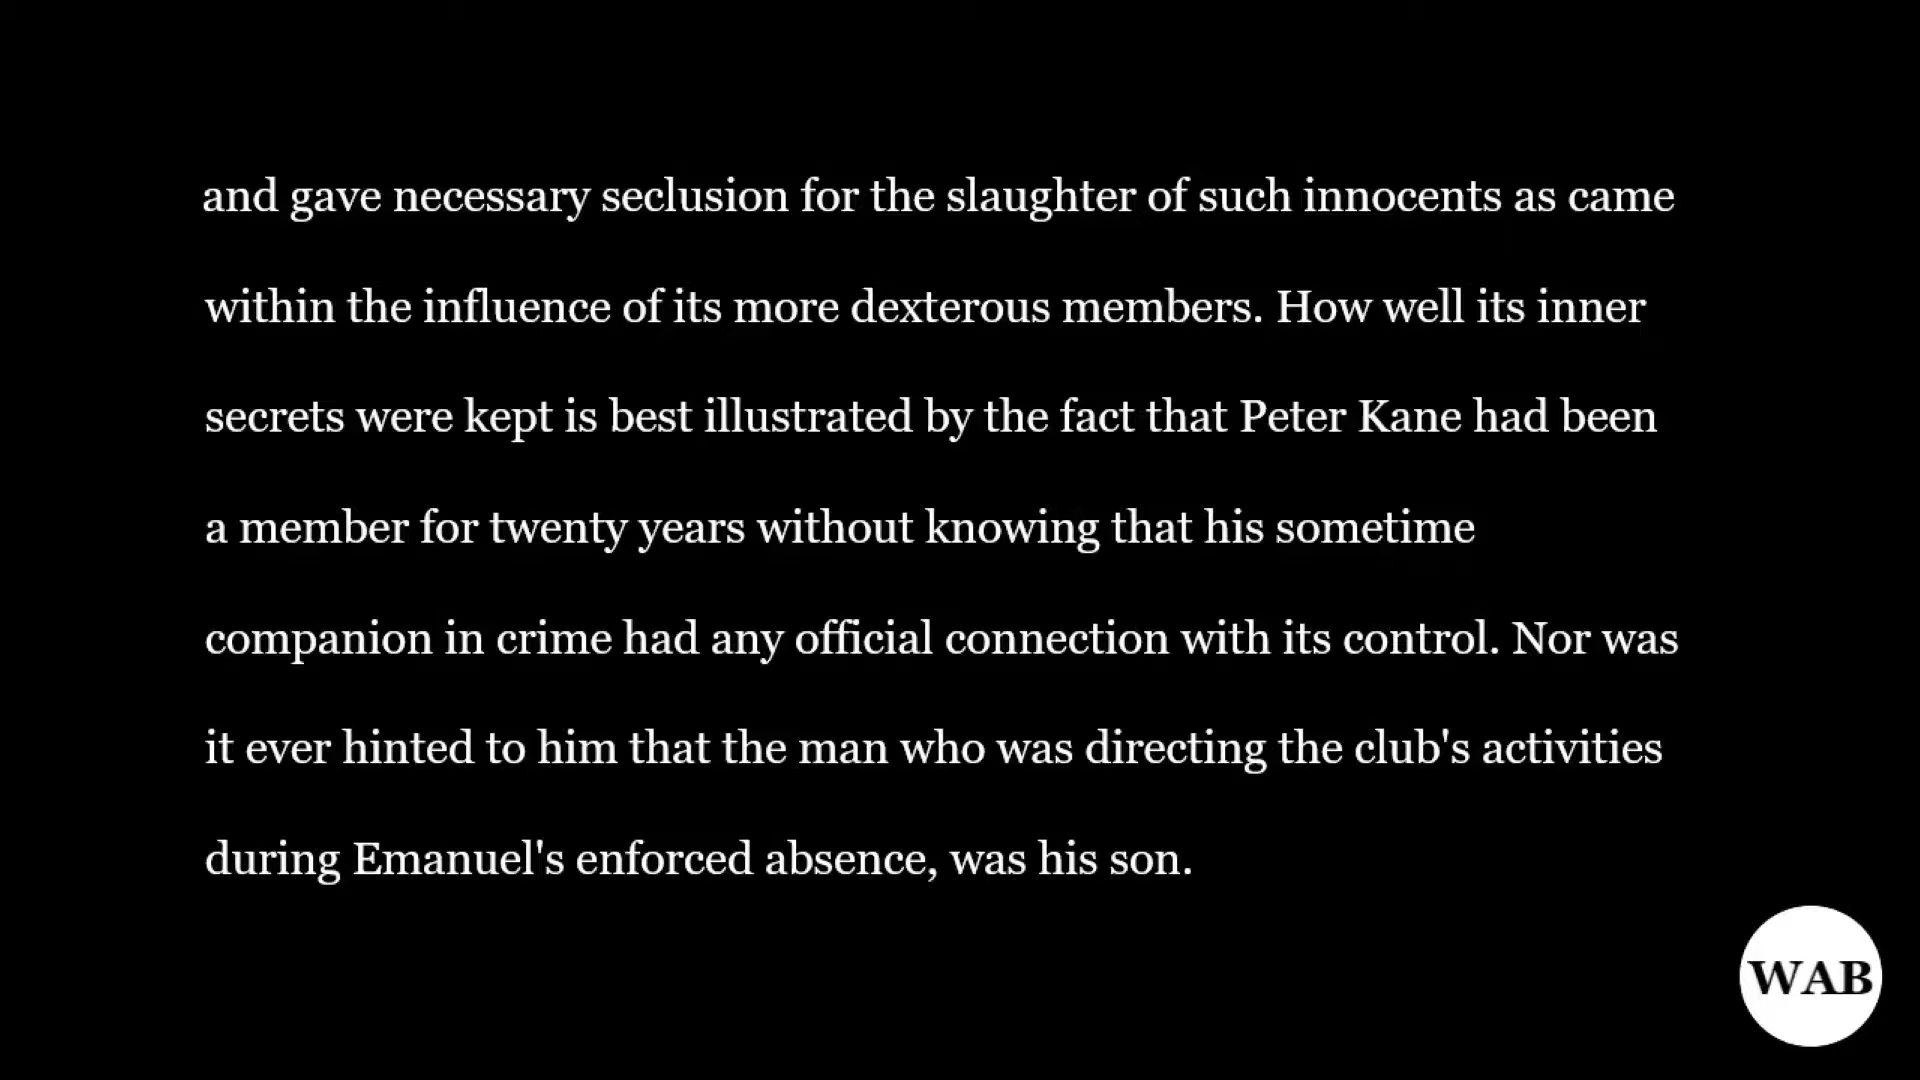 and gave necessary seclusion for the slaughter of such innocents as came
within the influence of its more dexterous members. How well its inner
secrets were kept is best illustrated by the fact that Peter Kane had been
a member for twenty years without knowing that his sometime
companion in crime had any official connection with its control. Nor was
it ever hinted to him that the man who was directing the club's activities
during Emanuel's enforced absence, was his son.
WAB